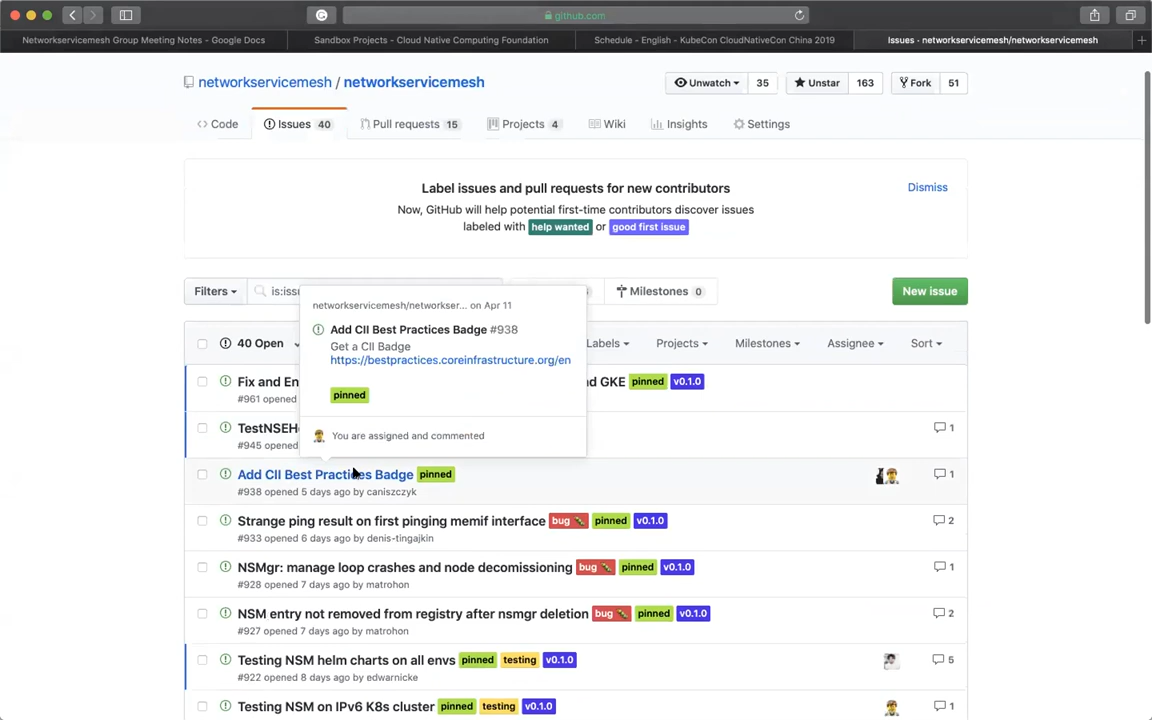 github.com
Networkservicemesh Group Meeting Notes - Google Docs
Sandbox Projects - Cloud Native Computing Foundation
Schedule - English - KubeCon CloudNativeCon China 2019
Issues · networkservicemesh/networkservicemesh
networkservicemesh / networkservicemesh
Unwatch 35
Unstar 163
Fork 51
Code
Issues 40
Pull requests 15
Projects 4
Wiki
Insights
Settings
Label issues and pull requests for new contributors
Dismiss
Now, GitHub will help potential first-time contributors discover issues
labeled with help wanted or good first issue
Filters
is:iss
Milestones 0
New issue
networkservicemesh/networkser... on Apr 11
Add CII Best Practices Badge #938
Get a CII Badge
https://bestpractices.coreinfrastructure.org/en
pinned
You are assigned and commented
40 Open
Labels
Projects
Milestones
Assignee
Sort
Fix and En
d GKE pinned v0.1.0
#961 opened
TestNSEH
1
#945 opened
Add CII Best Practices Badge pinned
1
#938 opened 5 days ago by caniszczyk
Strange ping result on first pinging memif interface bug pinned v0.1.0
2
#933 opened 6 days ago by denis-tingajkin
NSMgr: manage loop crashes and node decomissioning bug pinned v0.1.0
1
#928 opened 7 days ago by matrohon
NSM entry not removed from registry after nsmgr deletion bug pinned v0.1.0
2
#927 opened 7 days ago by matrohon
Testing NSM helm charts on all envs pinned testing v0.1.0
5
#922 opened 8 days ago by edwarnicke
Testing NSM on IPv6 K8s cluster pinned testing v0.1.0
1